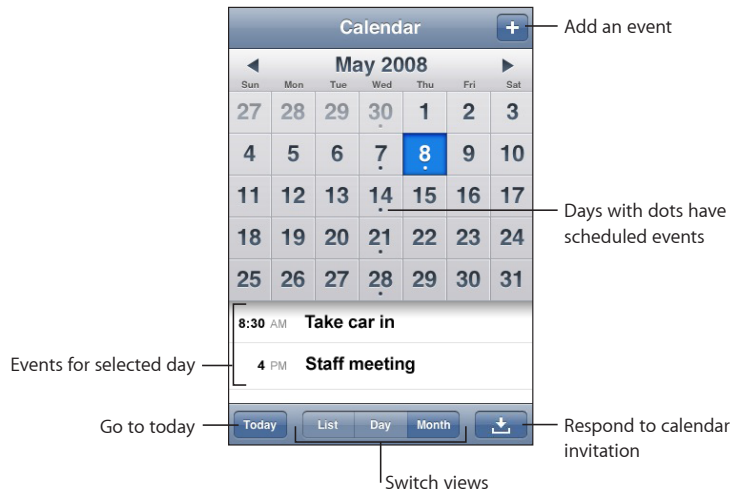 Calendar
+
Add an event
May 2008
Sun Mon Tue Wed Thu Fri Sat
27 28 29 30 1 2 3
4 5 6 7 8 9 10
11 12 13 14 15 16 17
Days with dots have
scheduled events
18 19 20 21 22 23 24
25 26 27 28 29 30 31
8:30 AM Take car in
Events for selected day
4 PM Staff meeting
Go to today
Today List Day Month
Respond to calendar
invitation
Switch views